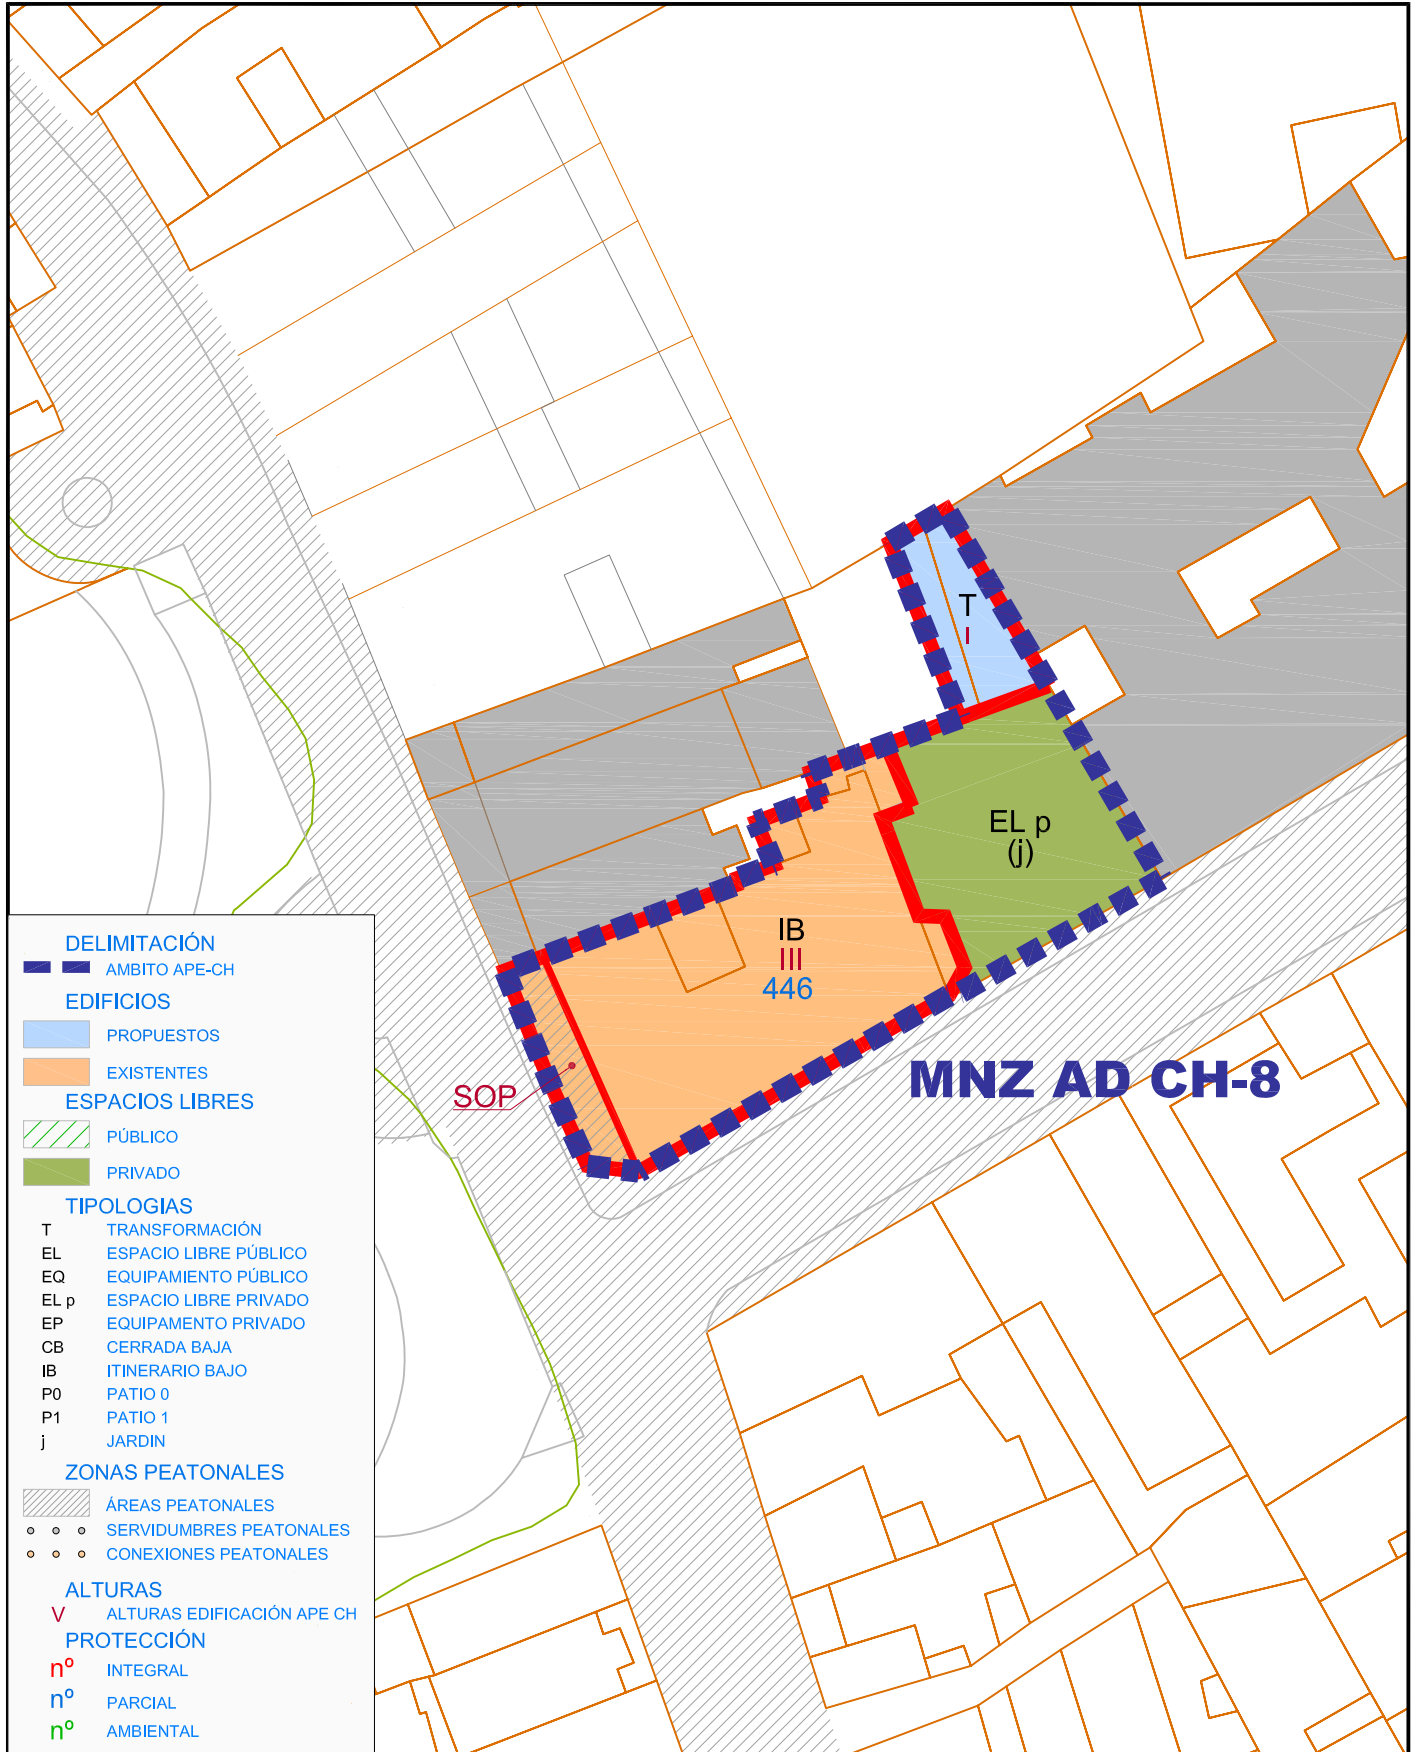 T
I
EL p
(j)
IB
III
446
SOP
MNZ AD CH-8
DELIMITACIÓN
AMBITO APE-CH
EDIFICIOS
PROPUESTOS
EXISTENTES
ESPACIOS LIBRES
PÚBLICO
PRIVADO
TIPOLOGIAS
T TRANSFORMACIÓN
EL ESPACIO LIBRE PÚBLICO
EQ EQUIPAMIENTO PÚBLICO
EL p ESPACIO LIBRE PRIVADO
EP EQUIPAMENTO PRIVADO
CB CERRADA BAJA
IB ITINERARIO BAJO
P0 PATIO 0
P1 PATIO 1
j JARDIN
ZONAS PEATONALES
ÁREAS PEATONALES
SERVIDUMBRES PEATONALES
CONEXIONES PEATONALES
ALTURAS
V ALTURAS EDIFICACIÓN APE CH
PROTECCIÓN
nº INTEGRAL
nº PARCIAL
nº AMBIENTAL